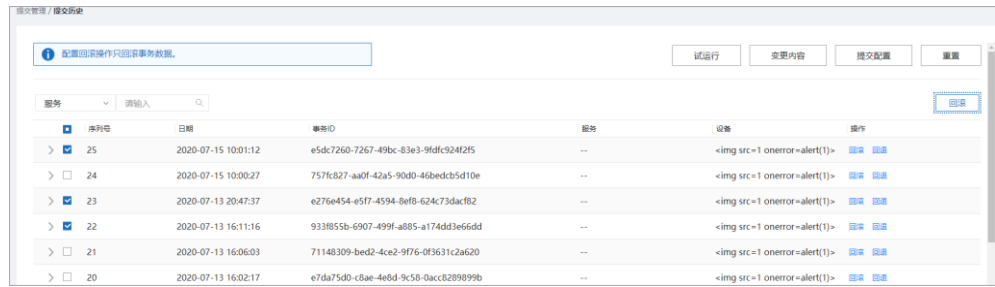 提交管理 / 提交历史
配置回滚操作只回滚事务数据。
试运行 变更内容 提交配置 重置
服务 请输入 回滚
序列号 日期 事务ID 服务 设备 操作
25 2020-07-15 10:01:12 e5dc7260-7267-49bc-83e3-9fdfc924f2f5 -- <img src=1 onerror=alert(1)> 回滚 回退
24 2020-07-15 10:00:27 757fc827-aa0f-42a5-90d0-46bedcb5d10e -- <img src=1 onerror=alert(1)> 回滚 回退
23 2020-07-13 20:47:37 e276e454-e5f7-4594-8ef8-624c73dacf82 -- <img src=1 onerror=alert(1)> 回滚 回退
22 2020-07-13 16:11:16 933f855b-6907-499f-a885-a174dd3e66dd -- <img src=1 onerror=alert(1)> 回滚 回退
21 2020-07-13 16:06:03 71148309-bed2-4ce2-9f76-0f3631c2a620 -- <img src=1 onerror=alert(1)> 回滚 回退
20 2020-07-13 16:02:17 e7da75d0-c8ae-4e8d-9c58-0acc8289899b -- <img src=1 onerror=alert(1)> 回滚 回退